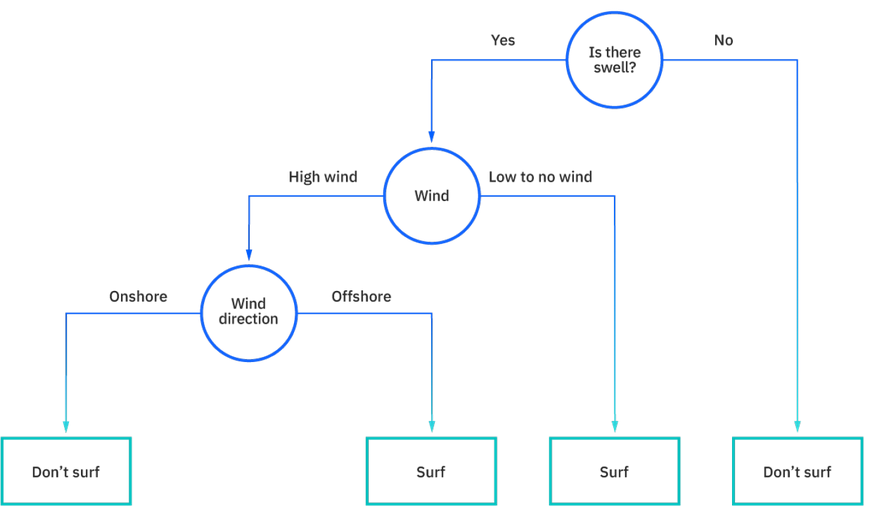 Yes
Is there
swell?
No
High wind
Wind
Low to no wind
Onshore
Wind
direction
Offshore
Don’t surf
Surf
Surf
Don’t surf